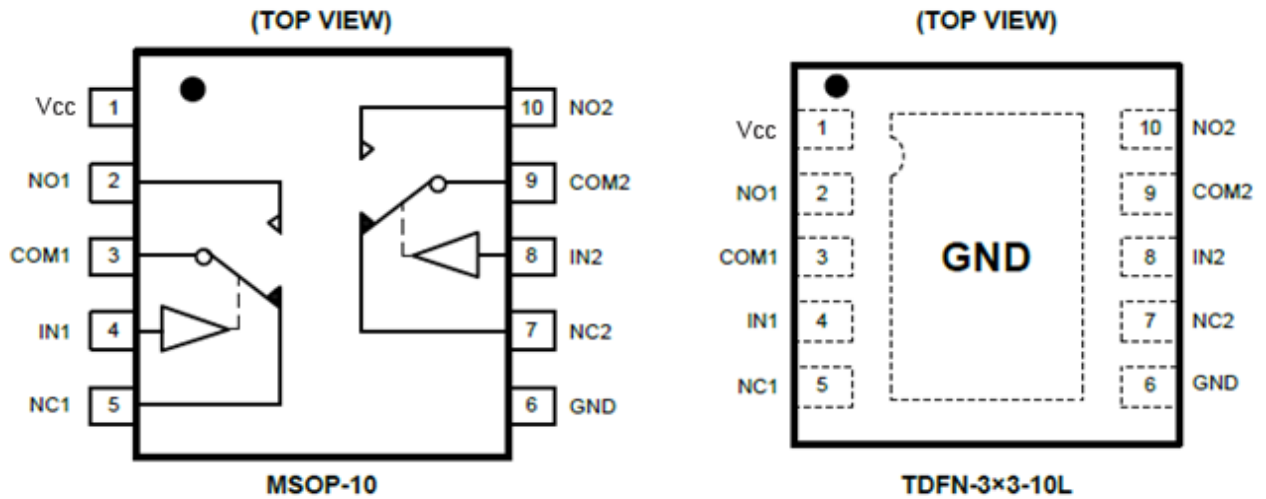 (TOP VIEW)
Vcc 1 10 NO2
NO1 2 9 COM2
COM1 3 8 IN2
IN1 4 7 NC2
NC1 5 6 GND
MSOP-10
(TOP VIEW)
Vcc 1 10 NO2
NO1 2 9 COM2
COM1 3 GND 8 IN2
IN1 4 7 NC2
NC1 5 6 GND
TDFN-3×3-10L